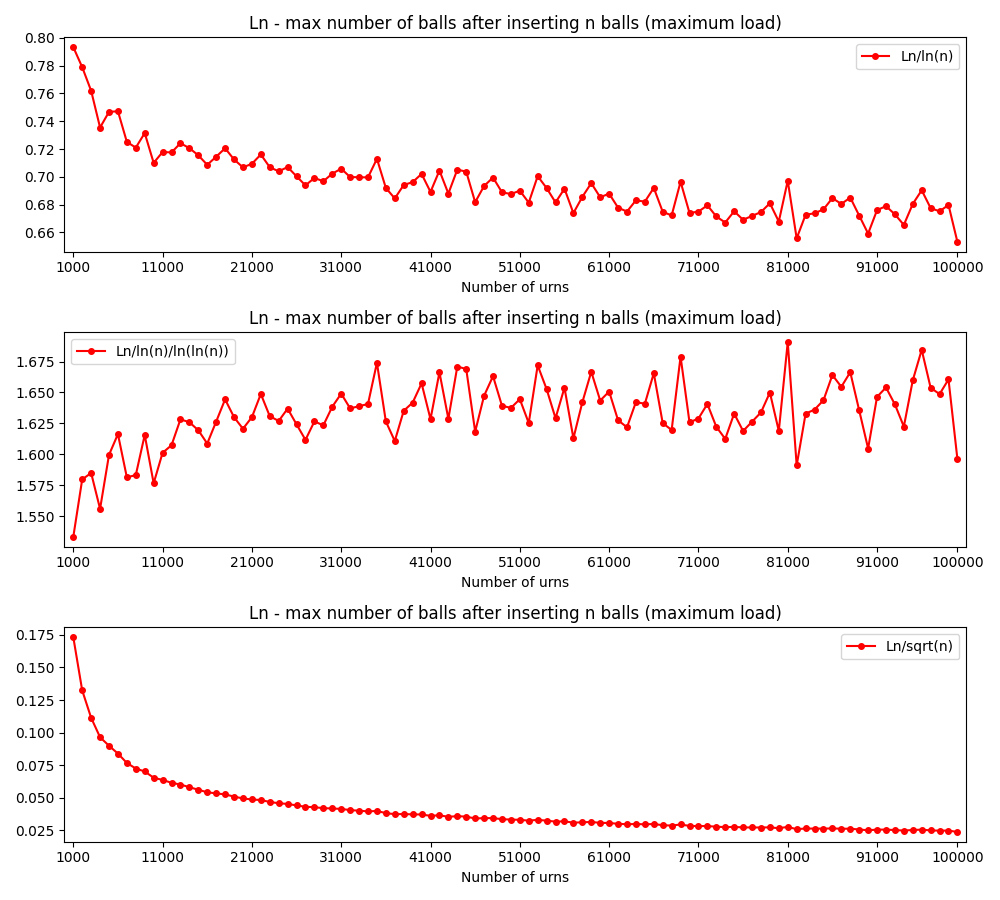 Ln - max number of balls after inserting n balls (maximum load)
0.80
0.78
0.76
0.74
0.72
0.70
0.68
0.66
Ln/ln(n)
1000 11000 21000 31000 41000 51000 61000 71000 81000 91000 100000
Number of urns
Ln - max number of balls after inserting n balls (maximum load)
1.675
1.650
1.625
1.600
1.575
1.550
Ln/ln(n)/ln(ln(n))
1000 11000 21000 31000 41000 51000 61000 71000 81000 91000 100000
Number of urns
Ln - max number of balls after inserting n balls (maximum load)
0.175
0.150
0.125
0.100
0.075
0.050
0.025
Ln/sqrt(n)
1000 11000 21000 31000 41000 51000 61000 71000 81000 91000 100000
Number of urns